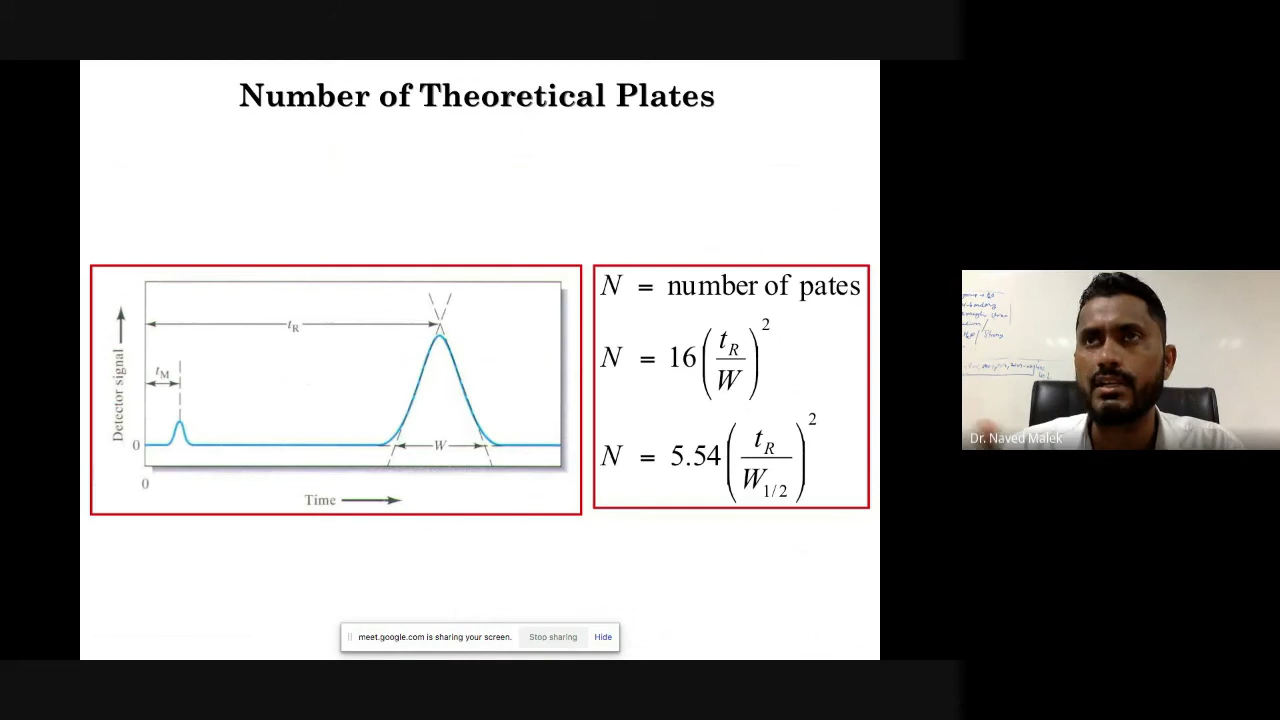 Number of Theoretical Plates
Detector signal
t_R
t_M
0
W
0
Time
N = number of pates
N = 16 (t_R / W)^2
N = 5.54 (t_R / W_1/2)^2
meet.google.com is sharing your screen. Stop sharing Hide
Dr. Naved Malek